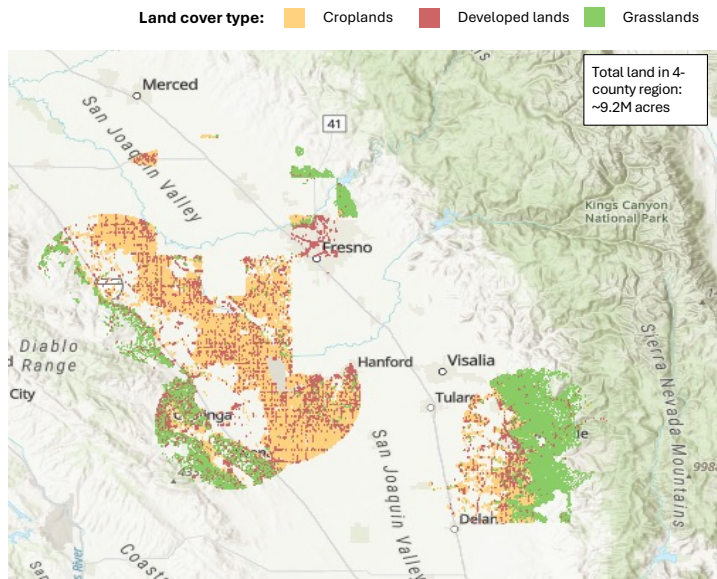 Land cover type: Croplands Developed lands Grasslands
Total land in 4-
county region:
~9.2M acres
Merced
41
San Joaquin Valley
Kings Canyon
National Park
Fresno
Diablo
Range
Hanford
Visalia
City
Tulare
San Joaquin Valley
Sierra Nevada Mountains
Coast